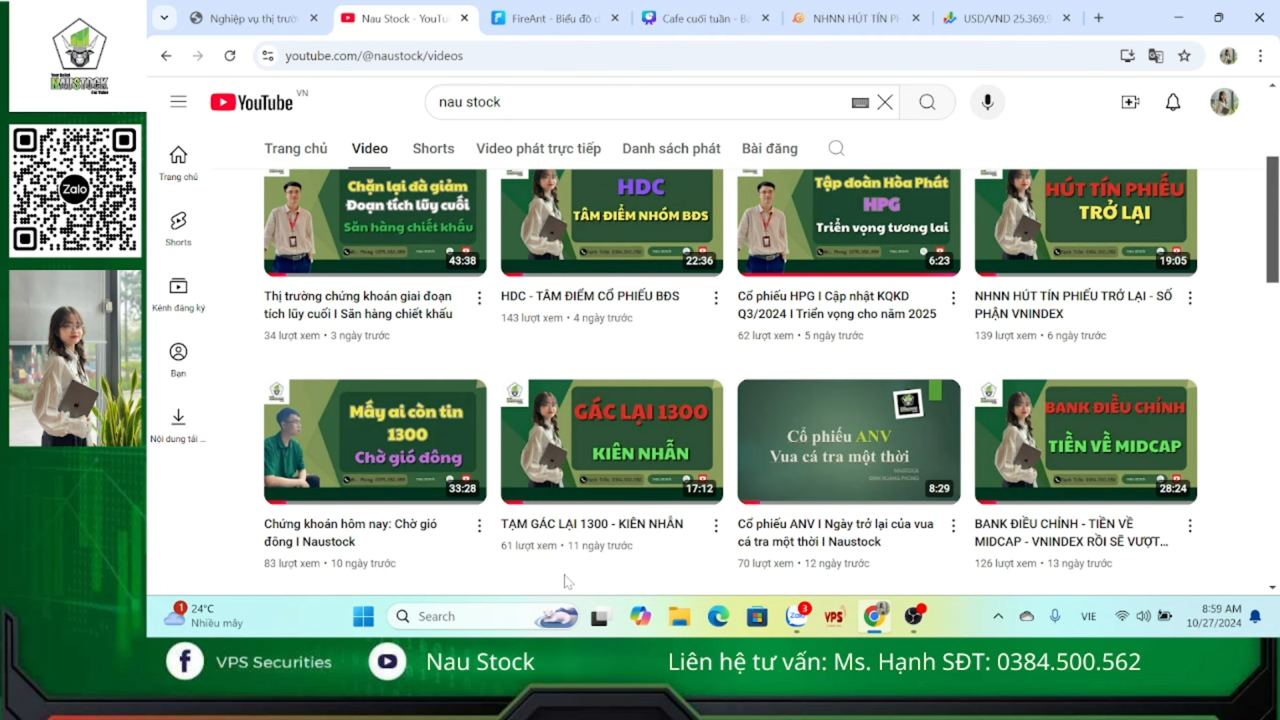 Nghiệp vụ thị trườ
Nau Stock - YouTu
FireAnt - Biểu đồ d
Cafe cuối tuần - Bả
NHNN HÚT TÍN PH
USD/VND 25.369,9
youtube.com/@naustock/videos
NAUSTOCK
YouTube
VN
nau stock
Trang chủ
Video
Shorts
Video phát trực tiếp
Danh sách phát
Bài đăng
Trang chủ
Shorts
Kênh đăng ký
Bạn
Nội dung tải ...
Zalo
Chặn lại đà giảm
Đoạn tích lũy cuối
Săn hàng chiết khấu
43:38
HDC
TÂM ĐIỂM NHÓM BĐS
22:36
Tập đoàn Hòa Phát
HPG
Triển vọng tương lai
6:23
HÚT TÍN PHIẾU
TRỞ LẠI
19:05
Thị trường chứng khoán giai đoạn
tích lũy cuối I Săn hàng chiết khấu
34 lượt xem • 3 ngày trước
HDC - TÂM ĐIỂM CỔ PHIẾU BĐS
143 lượt xem • 4 ngày trước
Cổ phiếu HPG I Cập nhật KQKD
Q3/2024 I Triển vọng cho năm 2025
62 lượt xem • 5 ngày trước
NHNN HÚT TÍN PHIẾU TRỞ LẠI - SỐ
PHẬN VNINDEX
139 lượt xem • 6 ngày trước
Mấy ai còn tin
1300
Chờ gió đông
33:28
GÁC LẠI 1300
KIÊN NHẪN
17:12
Cổ phiếu ANV
Vua cá tra một thời
8:29
BANK ĐIỀU CHỈNH
TIỀN VỀ MIDCAP
28:24
Chứng khoán hôm nay: Chờ gió
đông I Naustock
83 lượt xem • 10 ngày trước
TẠM GÁC LẠI 1300 - KIÊN NHẪN
61 lượt xem • 11 ngày trước
Cổ phiếu ANV I Ngày trở lại của vua
cá tra một thời I Naustock
70 lượt xem • 12 ngày trước
BANK ĐIỀU CHỈNH - TIỀN VỀ
MIDCAP - VNINDEX RỒI SẼ VƯỢT...
126 lượt xem • 13 ngày trước
1
24°C
Nhiều mây
Search
3
VPS
VIE
8:59 AM
10/27/2024
VPS Securities
Nau Stock
Liên hệ tư vấn: Ms. Hạnh SĐT: 0384.500.562